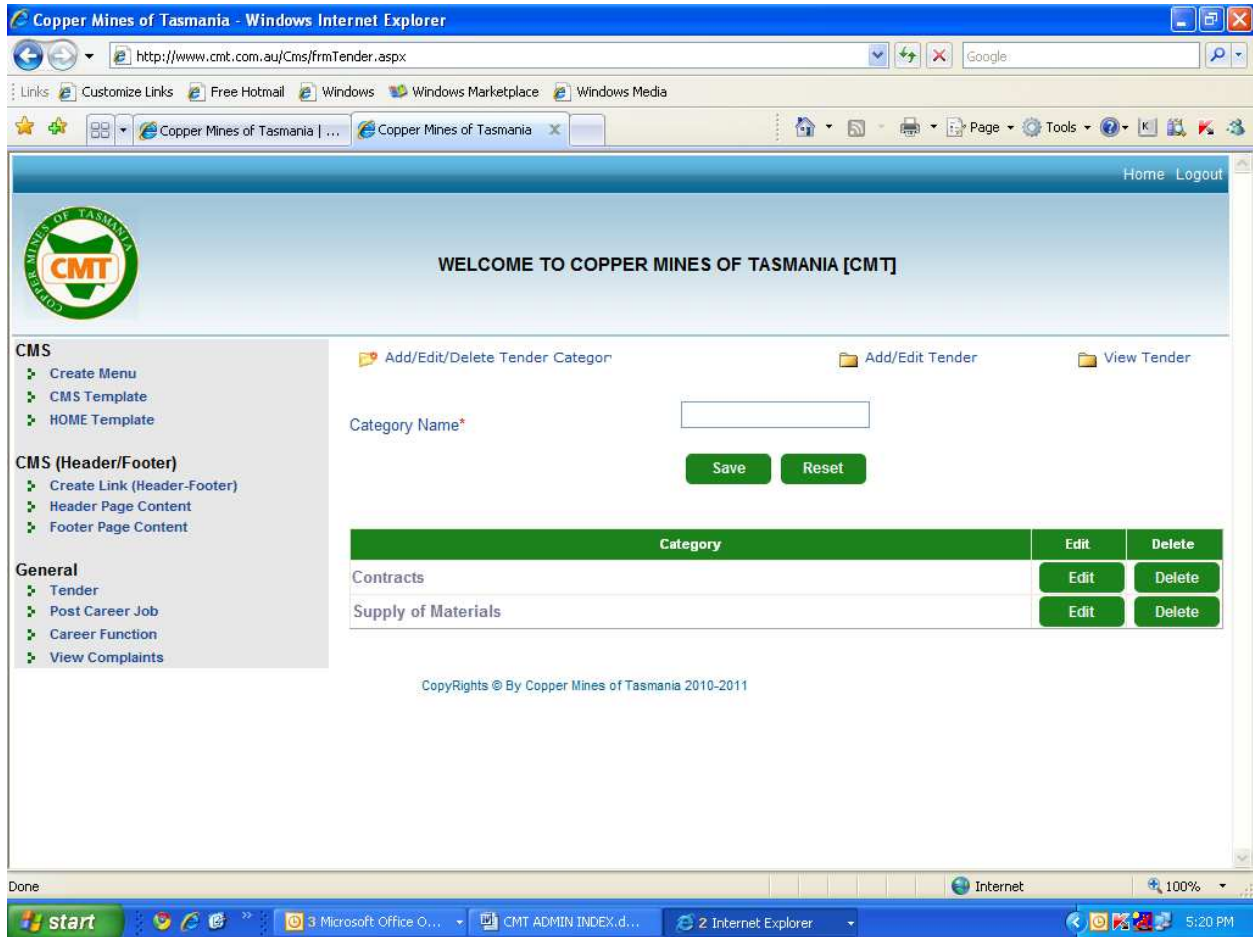 Copper Mines of Tasmania - Windows Internet Explorer
http://www.cmt.com.au/Cms/frmTender.aspx Google
Links Customize Links Free Hotmail Windows Windows Marketplace Windows Media
Copper Mines of Tasmania | ... Copper Mines of Tasmania Page Tools
Home Logout
COPPER MINES OF TASMANIA
CMT
WELCOME TO COPPER MINES OF TASMANIA [CMT]
CMS
Create Menu
CMS Template
HOME Template
CMS (Header/Footer)
Create Link (Header-Footer)
Header Page Content
Footer Page Content
General
Tender
Post Career Job
Career Function
View Complaints
Add/Edit/Delete Tender Categor Add/Edit Tender View Tender
Category Name*
Save Reset
Category Edit Delete
Contracts Edit Delete
Supply of Materials Edit Delete
CopyRights © By Copper Mines of Tasmania 2010-2011
Done Internet 100%
start 3 Microsoft Office O... CMT ADMIN INDEX.d... 2 Internet Explorer 5:20 PM